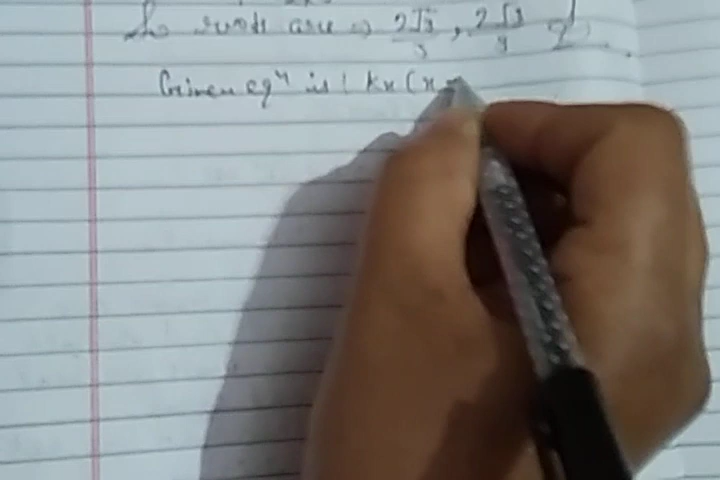 So roots are ⇒ 2√3/3, 2√3/3
Given eqⁿ is : Kx(x-